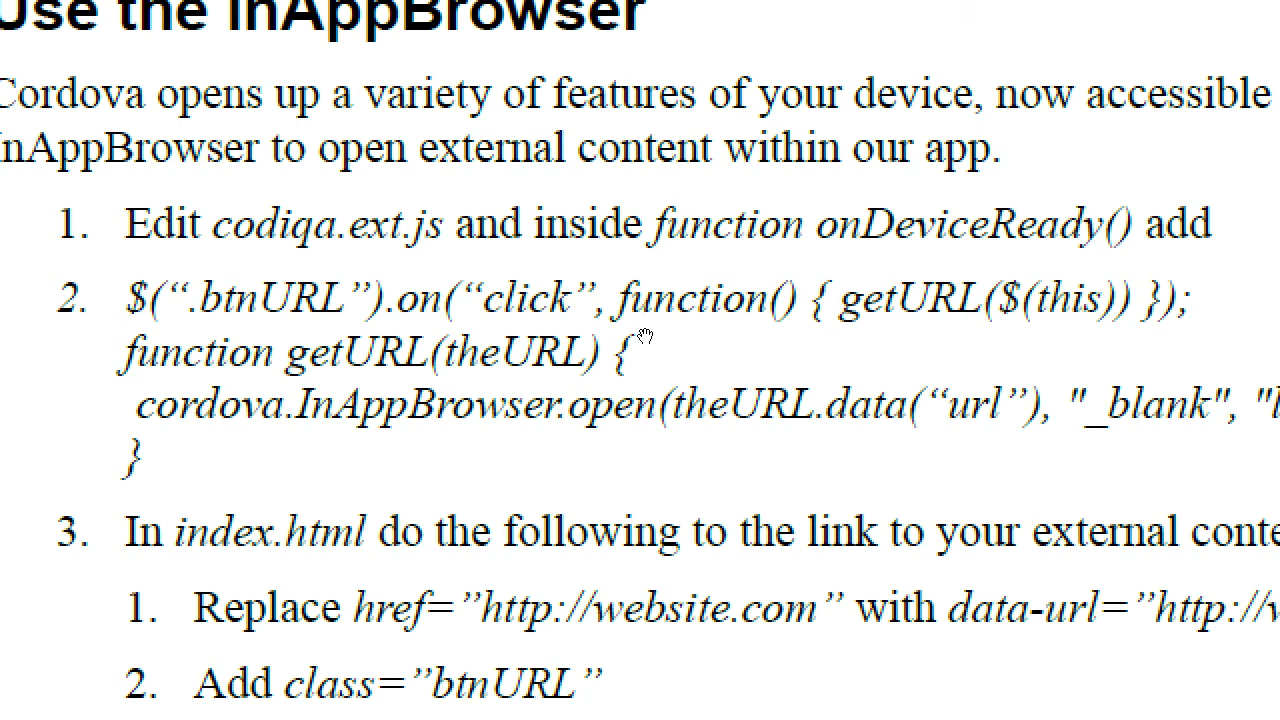 Use the InAppBrowser
Cordova opens up a variety of features of your device, now accessible
InAppBrowser to open external content within our app.
1. Edit codiqa.ext.js and inside function onDeviceReady() add
2. $(“.btnURL”).on(“click”, function() { getURL($(this)) });
function getURL(theURL) {
cordova.InAppBrowser.open(theURL.data(“url”), "_blank", "l
}
3. In index.html do the following to the link to your external conte
1. Replace href=”http://website.com” with data-url=”http://w
2. Add class=”btnURL”